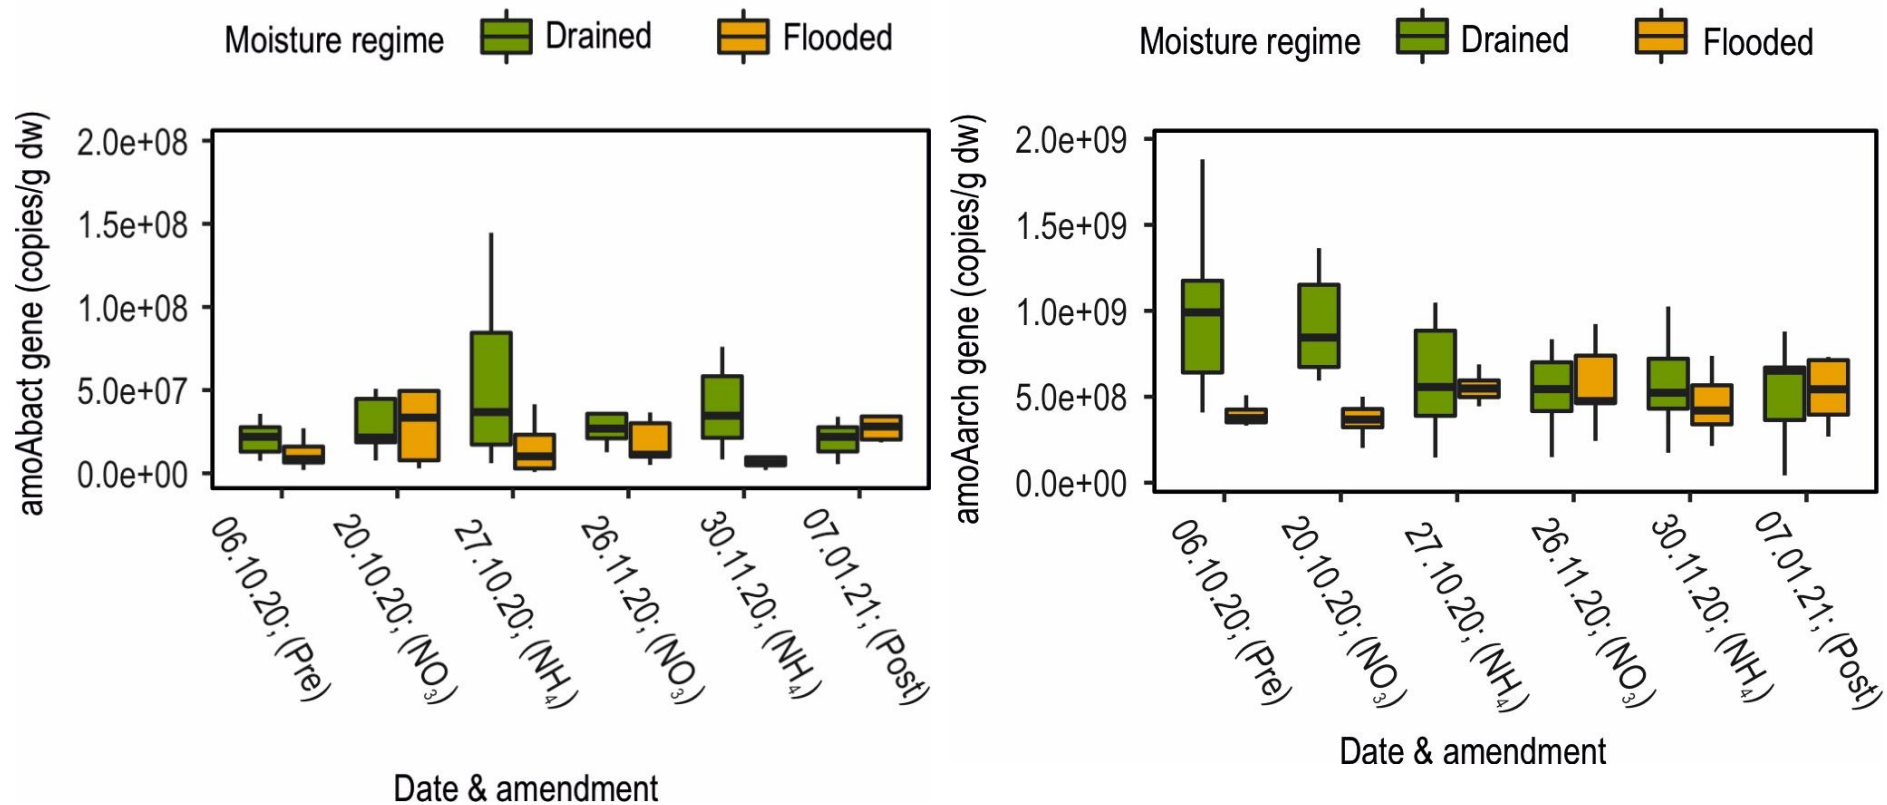 Moisture regime Drained Flooded
amoAbact gene (copies/g dw)
2.0e+08
1.5e+08
1.0e+08
5.0e+07
0.0e+00
06.10.20; (Pre)
20.10.20; (NO₃)
27.10.20; (NH₄)
26.11.20; (NO₃)
30.11.20; (NH₄)
07.01.21; (Post)
Date & amendment
Moisture regime Drained Flooded
amoAarch gene (copies/g dw)
2.0e+09
1.5e+09
1.0e+09
5.0e+08
0.0e+00
06.10.20; (Pre)
20.10.20; (NO₃)
27.10.20; (NH₄)
26.11.20; (NO₃)
30.11.20; (NH₄)
07.01.21; (Post)
Date & amendment